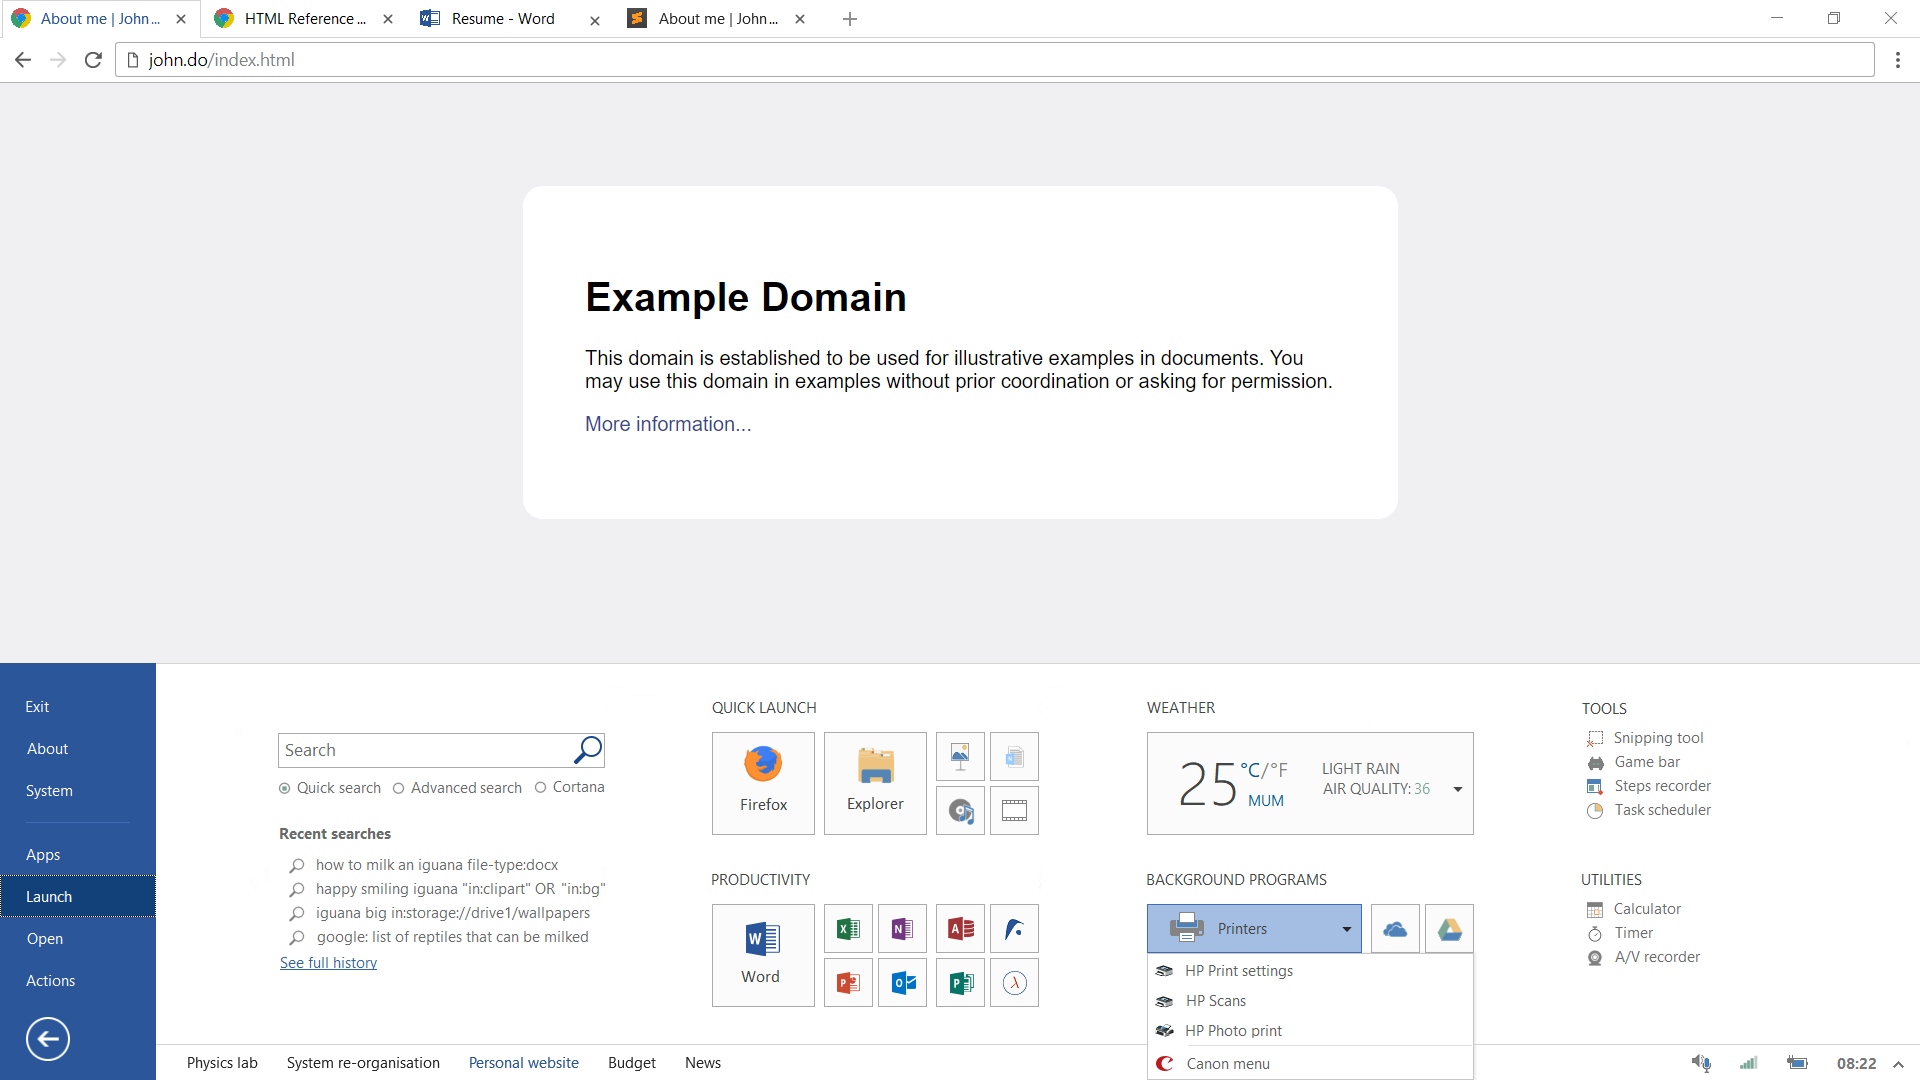 About me | John ...
HTML Reference ...
Resume - Word
About me | John ...
john.do/index.html
Example Domain
This domain is established to be used for illustrative examples in documents. You
may use this domain in examples without prior coordination or asking for permission.
More information...
Exit
About
System
Apps
Launch
Open
Actions
Search
Quick search
Advanced search
Cortana
Recent searches
how to milk an iguana file-type:docx
happy smiling iguana "in:clipart" OR "in:bg"
iguana big in:storage://drive1/wallpapers
google: list of reptiles that can be milked
See full history
QUICK LAUNCH
Firefox
Explorer
PRODUCTIVITY
Word
WEATHER
25 °C/°F
MUM
LIGHT RAIN
AIR QUALITY: 36
BACKGROUND PROGRAMS
Printers
HP Print settings
HP Scans
HP Photo print
Canon menu
TOOLS
Snipping tool
Game bar
Steps recorder
Task scheduler
UTILITIES
Calculator
Timer
A/V recorder
Physics lab
System re-organisation
Personal website
Budget
News
08:22